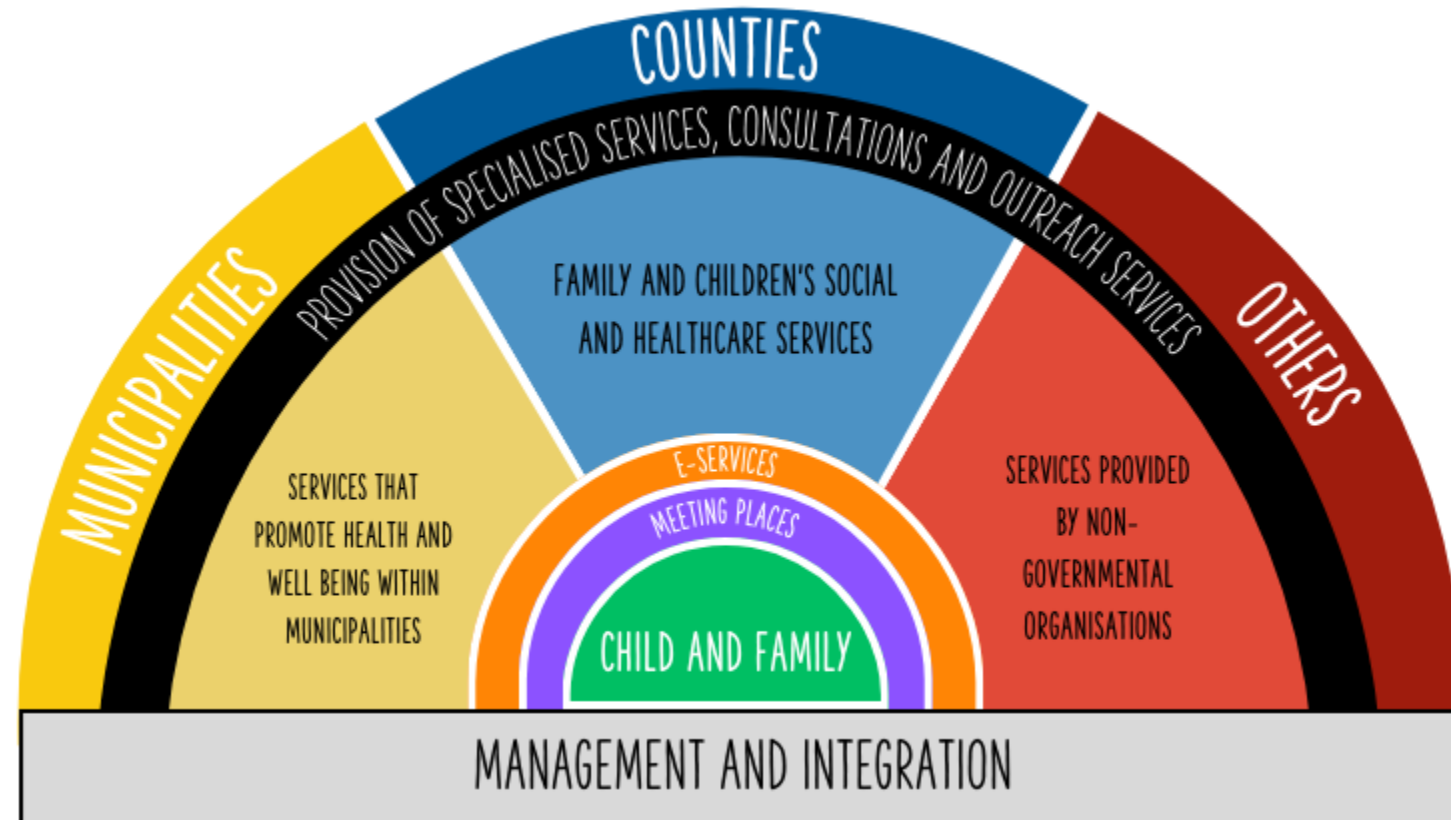 COUNTIES
MUNICIPALITIES
OTHERS
PROVISION OF SPECIALISED SERVICES, CONSULTATIONS AND OUTREACH SERVICES
FAMILY AND CHILDREN'S SOCIAL
AND HEALTHCARE SERVICES
SERVICES THAT
PROMOTE HEALTH AND
WELL BEING WITHIN
MUNICIPALITIES
SERVICES PROVIDED
BY NON-
GOVERNMENTAL
ORGANISATIONS
E-SERVICES
MEETING PLACES
CHILD AND FAMILY
MANAGEMENT AND INTEGRATION